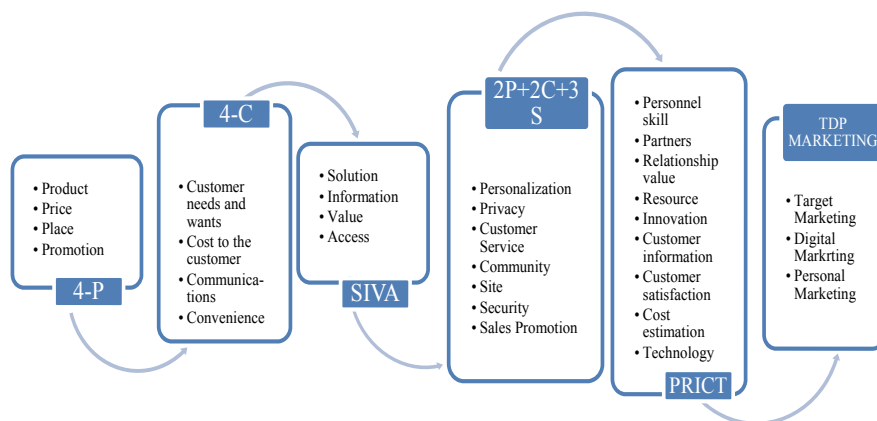 • Product
• Price
• Place
• Promotion
4-P
4-C
• Customer
needs and
wants
• Cost to the
customer
• Communica-
tions
• Convenience
• Solution
• Information
• Value
• Access
SIVA
2P+2C+3
S
• Personalization
• Privacy
• Customer
Service
• Community
• Site
• Security
• Sales Promotion
• Personnel
skill
• Partners
• Relationship
value
• Resource
• Innovation
• Customer
information
• Customer
satisfaction
• Cost
estimation
• Technology
PRICT
TDP
MARKETING
• Target
Marketing
• Digital
Markrting
• Personal
Marketing